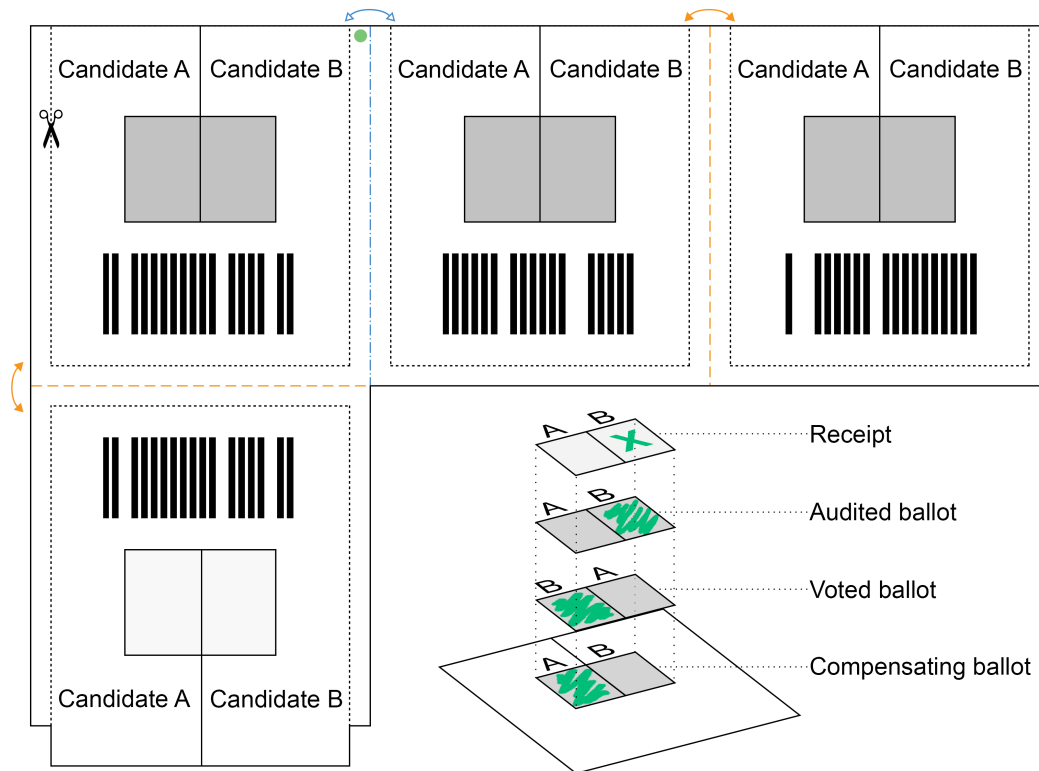 Candidate A Candidate B
Candidate A Candidate B
Candidate A Candidate B
Candidate A Candidate B
A B
Receipt
A B
Audited ballot
B A
Voted ballot
A B
Compensating ballot